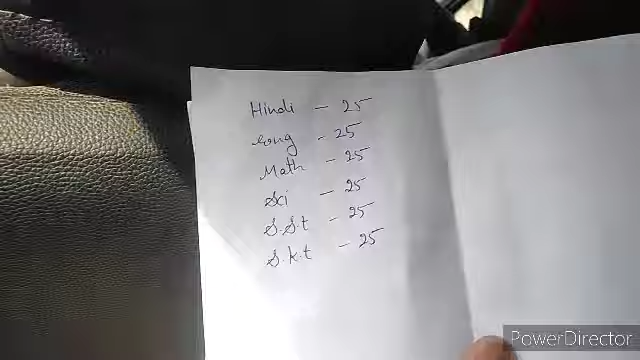 Hindi - 25
Eng - 25
Math - 25
Sci - 25
S.S.t - 25
S.k.t - 25
PowerDirector